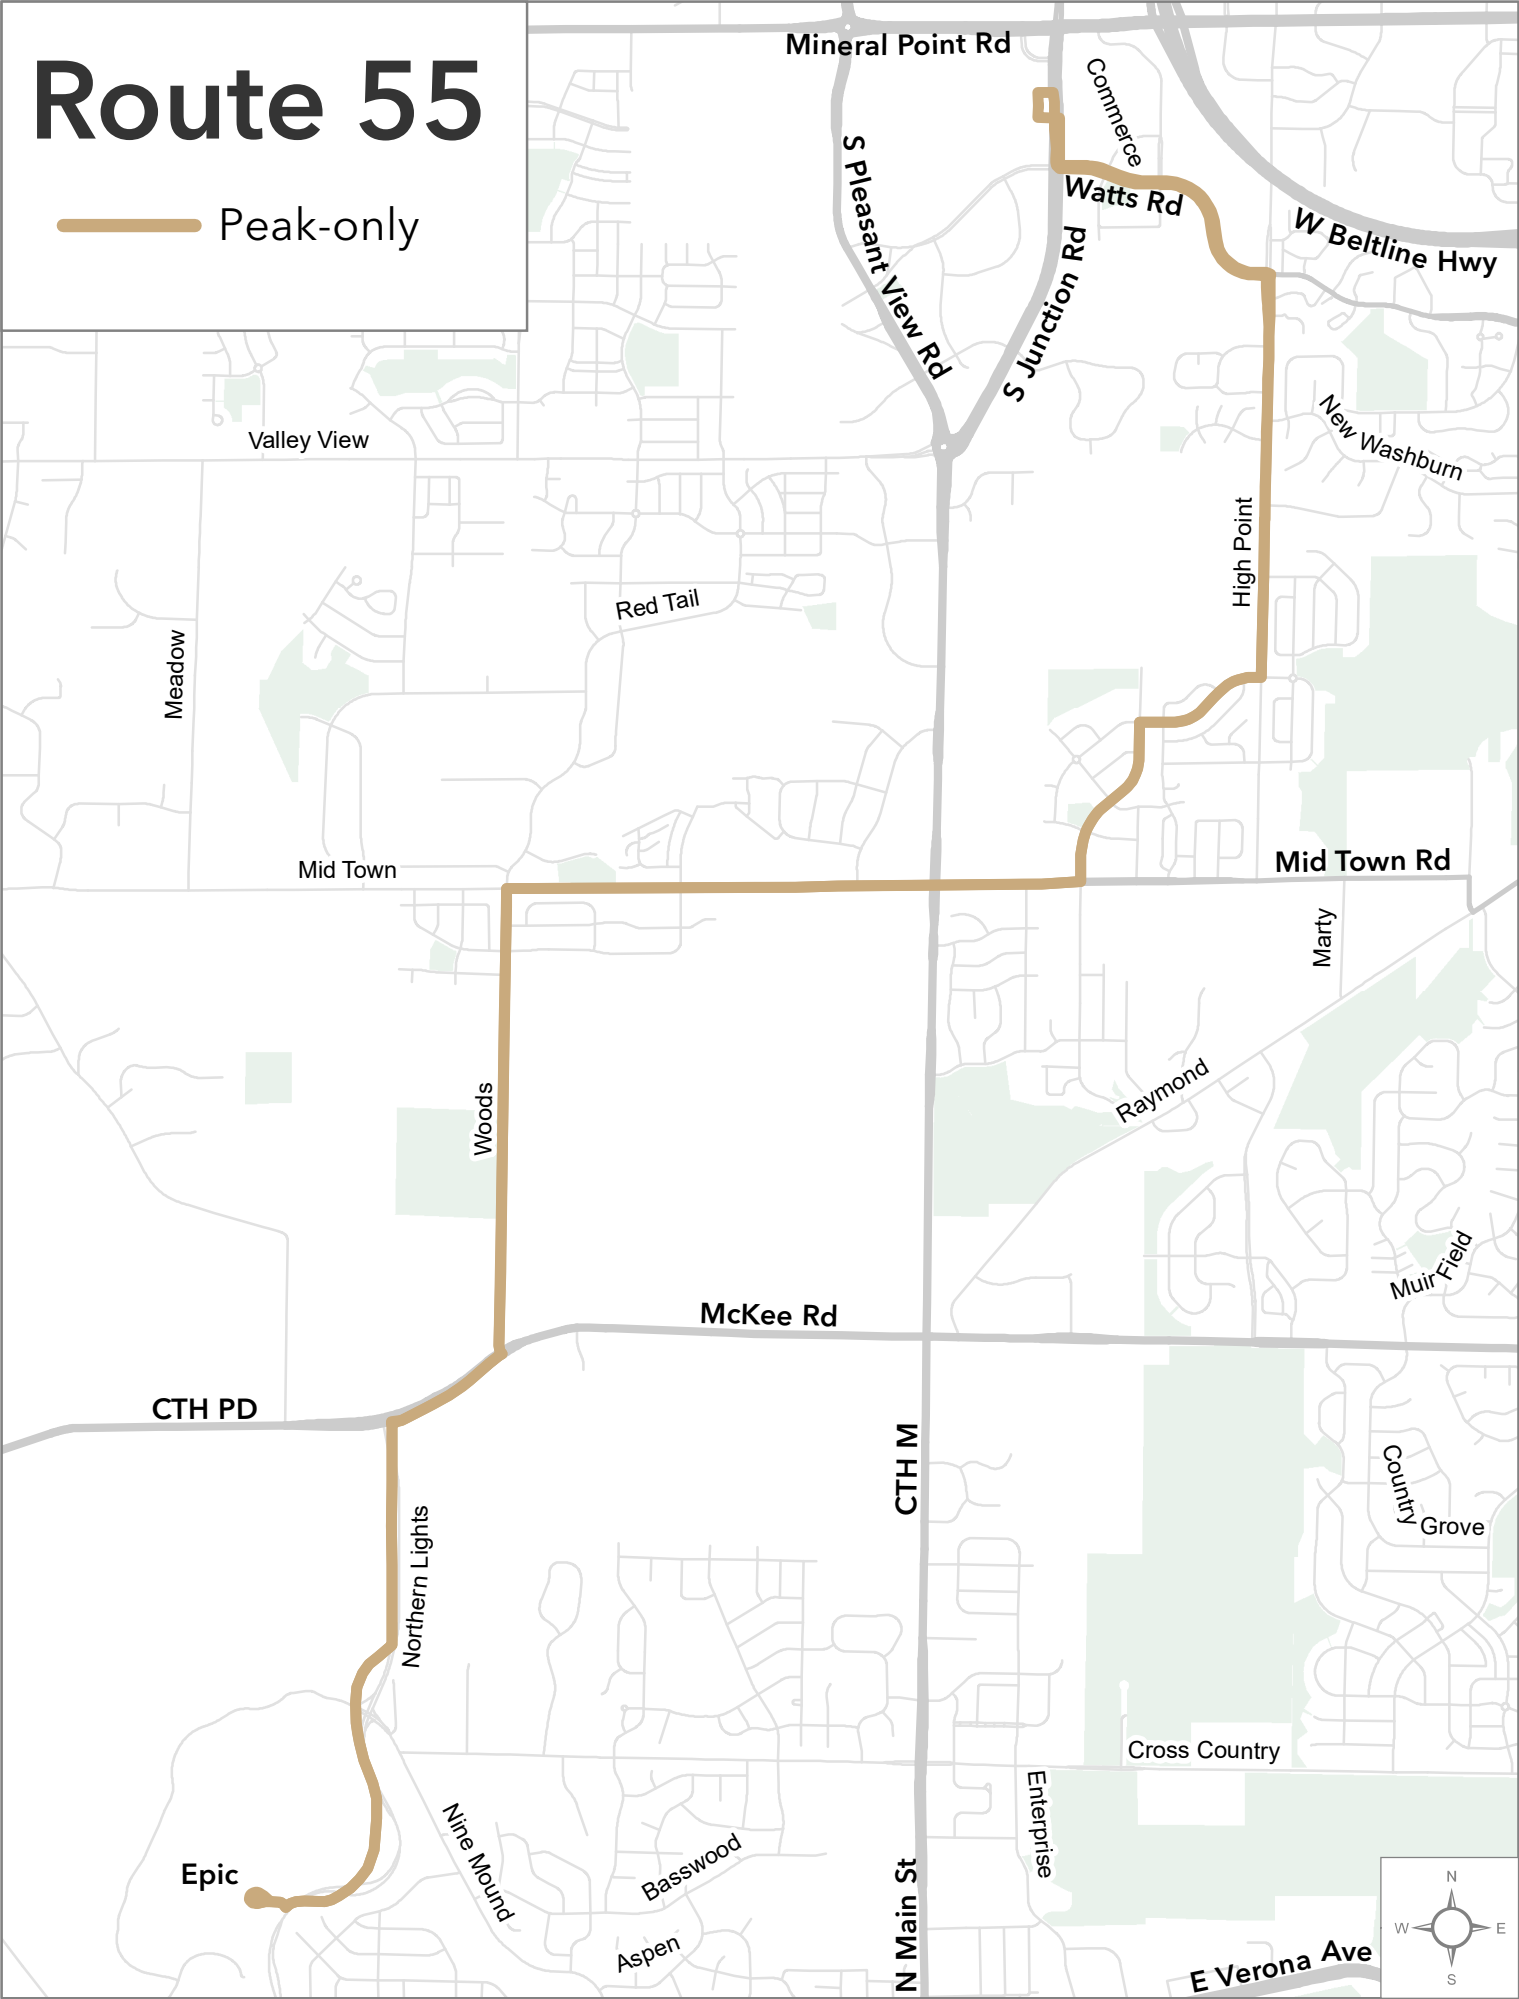 Route 55
Peak-only
Mineral Point Rd
Commerce
S Pleasant View Rd
Watts Rd
W Beltline Hwy
S Junction Rd
Valley View
New Washburn
High Point
Red Tail
Meadow
Mid Town
Mid Town Rd
Marty
Woods
Raymond
Muir Field
McKee Rd
CTH PD
CTH M
Country Grove
Northern Lights
Cross Country
Enterprise
Nine Mound
Basswood
Epic
N Main St
Aspen
E Verona Ave
N
W
E
S